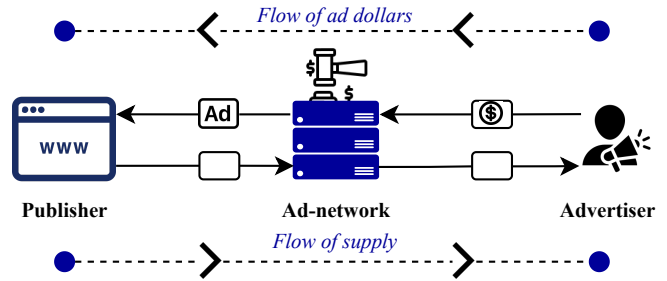 Flow of ad dollars
$
$
Ad
$
www
Publisher
Ad-network
Advertiser
Flow of supply